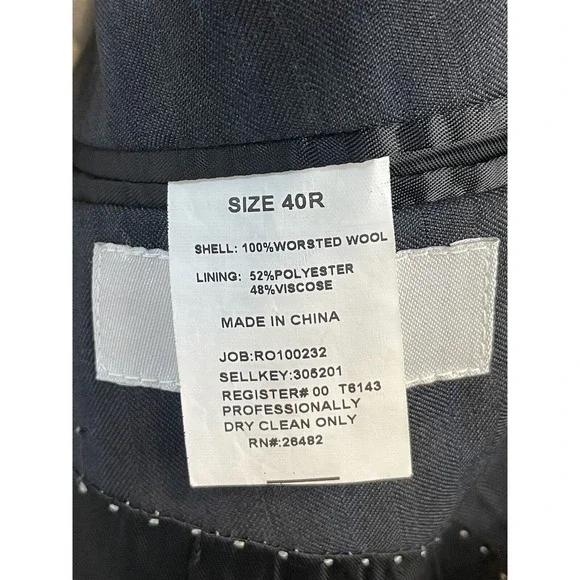 SIZE 40R
SHELL: 100%WORSTED WOOL
LINING: 52%POLYESTER
48%VISCOSE
MADE IN CHINA
JOB:RO100232
SELLKEY:305201
REGISTER# 00 T6143
PROFESSIONALLY
DRY CLEAN ONLY
RN#:26482